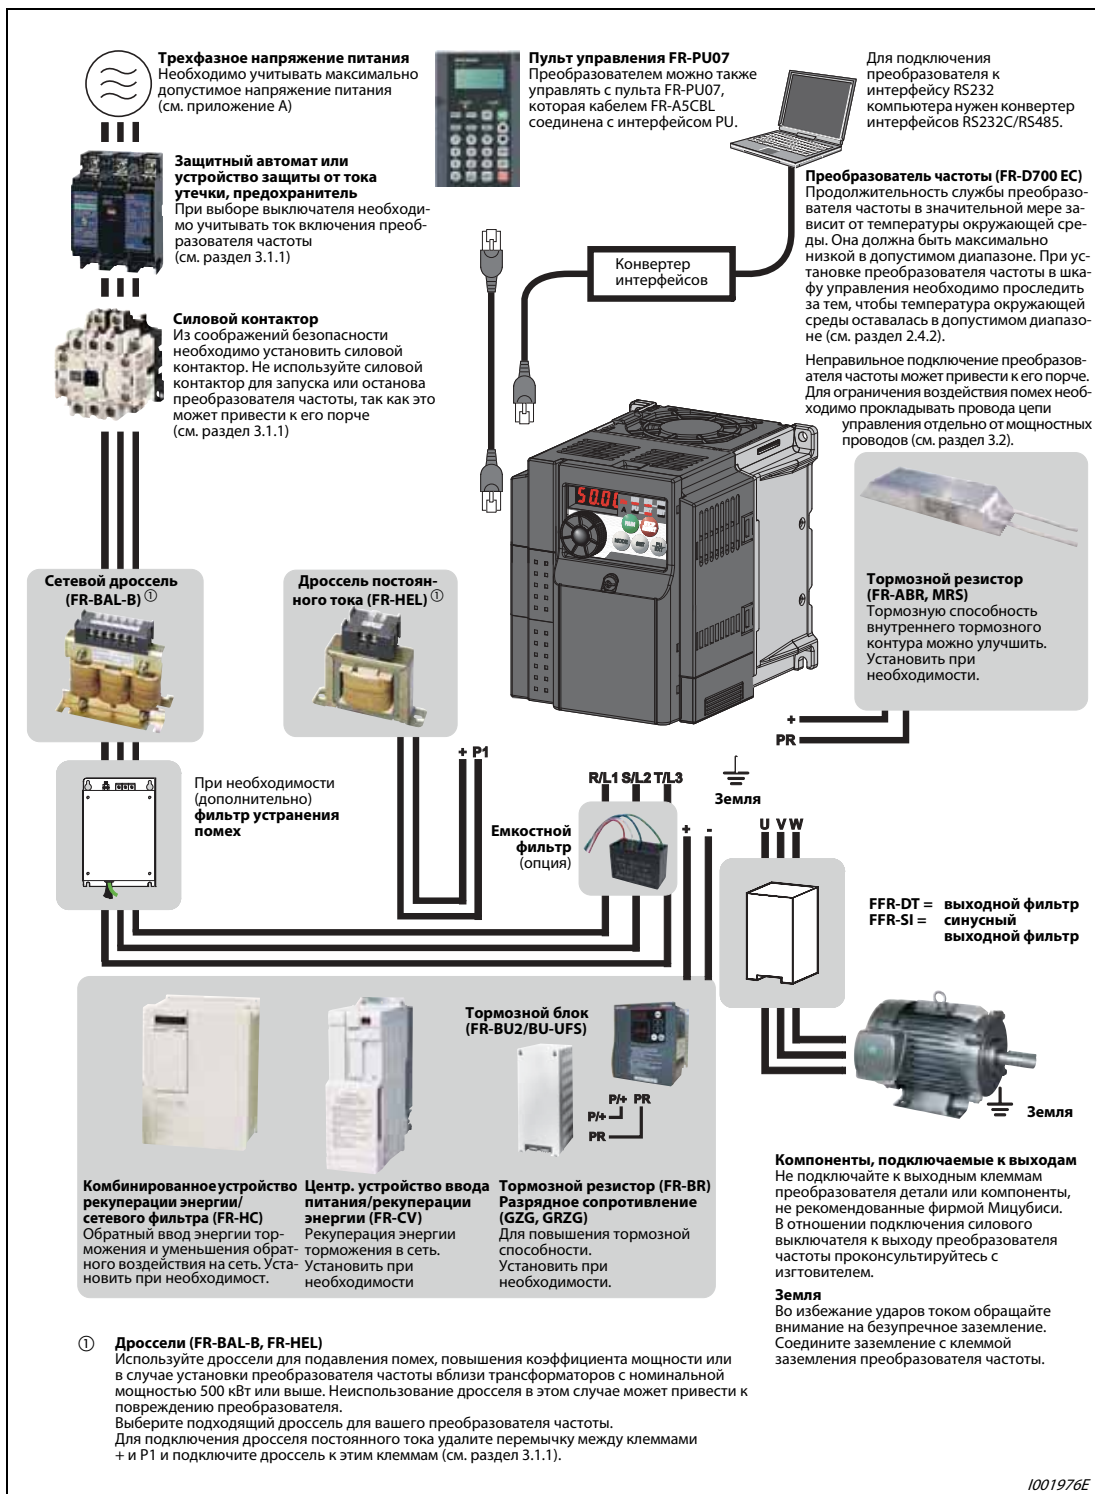 Трехфазное напряжение питания
Необходимо учитывать максимально
допустимое напряжение питания
(см. приложение A)
Пульт управления FR-PU07
Преобразователем можно также
управлять с пульта FR-PU07,
которая кабелем FR-A5CBL
соединена с интерфейсом PU.
Для подключения
преобразователя к
интерфейсу RS232
компьютера нужен конвертер
интерфейсов RS232C/RS485.
Защитный автомат или
устройство защиты от тока
утечки, предохранитель
При выборе выключателя необходи-
мо учитывать ток включения преоб-
разователя частоты
(см. раздел 3.1.1)
Преобразователь частоты (FR-D700 EC)
Продолжительность службы преобразо-
вателя частоты в значительной мере за-
висит от температуры окружающей сре-
ды. Она должна быть максимально
низкой в допустимом диапазоне. При ус-
тановке преобразователя частоты в шка-
фу управления необходимо проследить
за тем, чтобы температура окружающей
среды оставалась в допустимом диапазо-
не (см. раздел 2.4.2).
Неправильное подключение преобразов-
ателя частоты может привести к его порче.
Для ограничения воздействия помех необ-
ходимо прокладывать провода цепи
управления отдельно от мощностных
проводов (см. раздел 3.2).
Конвертер
интерфейсов
Силовой контактор
Из соображений безопасности
необходимо установить силовой
контактор. Не используйте силовой
контактор для запуска или останова
преобразователя частоты, так как это
может привести к его порче
(см. раздел 3.1.1)
50.00
RUN
MODE
SET
Сетевой дроссель
(FR-BAL-B) ①
Дроссель постоян-
ного тока (FR-HEL) ①
Тормозной резистор
(FR-ABR, MRS)
Тормозную способность
внутреннего тормозного
контура можно улучшить.
Установить при
необходимости.
+
PR
+ P1
R/L1 S/L2 T/L3
Земля
При необходимости
(дополнительно)
фильтр устранения
помех
Емкостной
фильтр
(опция)
+ -
U V W
FFR-DT = выходной фильтр
FFR-SI = синусный
выходной фильтр
Тормозной блок
(FR-BU2/BU-UFS)
P/+ PR
P/+
PR
Земля
Комбинированное устройство
рекуперации энергии/
сетевого фильтра (FR-HC)
Обратный ввод энергии тор-
можения и уменьшения обрат-
ного воздействия на сеть. Уста-
новить при необходимост.
Центр. устройство ввода
питания/рекуперации
энергии (FR-CV)
Рекуперация энергии
торможения в сеть.
Установить при
необходимости
Тормозной резистор (FR-BR)
Разрядное сопротивление
(GZG, GRZG)
Для повышения тормозной
способности.
Установить при
необходимости.
Компоненты, подключаемые к выходам
Не подключайте к выходным клеммам
преобразователя детали или компоненты,
не рекомендованные фирмой Мицубиси.
В отношении подключения силового
выключателя к выходу преобразователя
частоты проконсультируйтесь с
изгтовителем.
Земля
Во избежание ударов током обращайте
внимание на безупречное заземление.
Соедините заземление с клеммой
заземления преобразователя частоты.
① Дроссели (FR-BAL-B, FR-HEL)
Используйте дроссели для подавления помех, повышения коэффициента мощности или
в случае установки преобразователя частоты вблизи трансформаторов с номинальной
мощностью 500 кВт или выше. Неиспользование дросселя в этом случае может привести к
повреждению преобразователя.
Выберите подходящий дроссель для вашего преобразователя частоты.
Для подключения дросселя постоянного тока удалите перемычку между клеммами
+ и P1 и подключите дроссель к этим клеммам (см. раздел 3.1.1).
I001976E